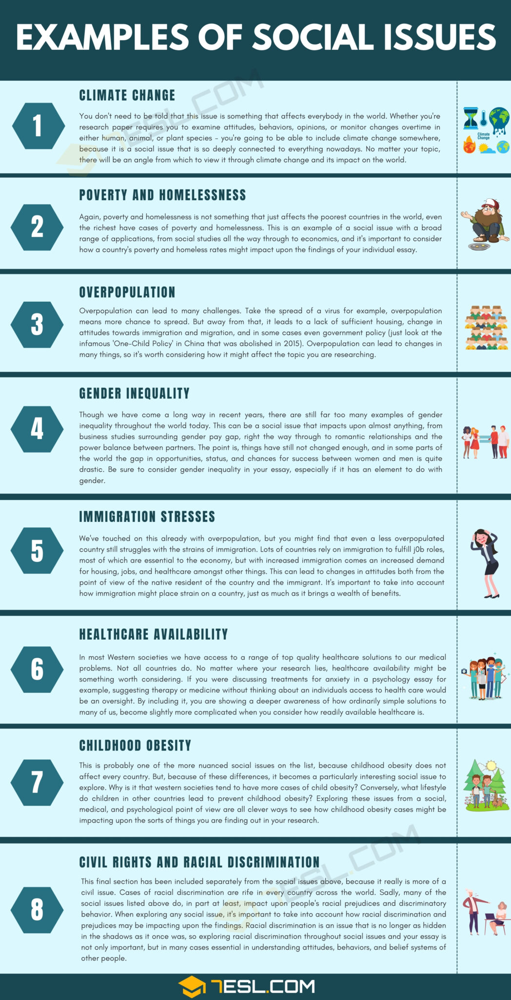 EXAMPLES OF SOCIAL ISSUES
7ESL.COM
1
CLIMATE CHANGE
You don't need to be told that this issue is something that affects everybody in the world. Whether you're
research paper requires you to examine attitudes, behaviors, opinions, or monitor changes overtime in
either human, animal, or plant species - you're going to be able to include climate change somewhere,
because it is a social issue that is so deeply connected to everything nowadays. No matter your topic,
there will be an angle from which to view it through climate change and its impact on the world.
Climate
Change
2
POVERTY AND HOMELESSNESS
Again, poverty and homelessness is not something that just affects the poorest countries in the world, even
the richest have cases of poverty and homelessness. This is an example of a social issue with a broad
range of applications, from social studies all the way through to economics, and it's important to consider
how a country's poverty and homeless rates might impact upon the findings of your individual essay.
3
OVERPOPULATION
Overpopulation can lead to many challenges. Take the spread of a virus for example, overpopulation
means more chance to spread. But away from that, it leads to a lack of sufficient housing, change in
attitudes towards immigration and migration, and in some cases even government policy (just look at the
infamous 'One-Child Policy' in China that was abolished in 2015). Overpopulation can lead to changes in
many things, so it's worth considering how it might affect the topic you are researching.
4
GENDER INEQUALITY
Though we have come a long way in recent years, there are still far too many examples of gender
inequality throughout the world today. This can be a social issue that impacts upon almost anything, from
business studies surrounding gender pay gap, right the way through to romantic relationships and the
power balance between partners. The point is, things have still not changed enough, and in some parts of
the world the gap in opportunities, status, and chances for success between women and men is quite
drastic. Be sure to consider gender inequality in your essay, especially if it has an element to do with
gender.
5
IMMIGRATION STRESSES
We've touched on this already with overpopulation, but you might find that even a less overpopulated
country still struggles with the strains of immigration. Lots of countries rely on immigration to fulfill j0b roles,
most of which are essential to the economy, but with increased immigration comes an increased demand
for housing, jobs, and healthcare amongst other things. This can lead to changes in attitudes both from the
point of view of the native resident of the country and the immigrant. It's important to take into account
how immigration might place strain on a country, just as much as it brings a wealth of benefits.
6
HEALTHCARE AVAILABILITY
In most Western societies we have access to a range of top quality healthcare solutions to our medical
problems. Not all countries do. No matter where your research lies, healthcare availability might be
something worth considering. If you were discussing treatments for anxiety in a psychology essay for
example, suggesting therapy or medicine without thinking about an individuals access to health care would
be an oversight. By including it, you are showing a deeper awareness of how ordinarily simple solutions to
many of us, become slightly more complicated when you consider how readily available healthcare is.
7
CHILDHOOD OBESITY
This is probably one of the more nuanced social issues on the list, because childhood obesity does not
affect every country. But, because of these differences, it becomes a particularly interesting social issue to
explore. Why is it that western societies tend to have more cases of child obesity? Conversely, what lifestyle
do children in other countries lead to prevent childhood obesity? Exploring these issues from a social,
medical, and psychological point of view are all clever ways to see how childhood obesity cases might be
impacting upon the sorts of things you are finding out in your research.
7ESL.COM
8
CIVIL RIGHTS AND RACIAL DISCRIMINATION
This final section has been included separately from the social issues above, because it really is more of a
civil issue. Cases of racial discrimination are rife in every country across the world. Sadly, many of the
social issues listed above do, in part at least, impact upon people's racial prejudices and discriminatory
behavior. When exploring any social issue, it's important to take into account how racial discrimination and
prejudices may be impacting upon the findings. Racial discrimination is an issue that is no longer as hidden
in the shadows as it once was, so exploring racial discrimination throughout social issues and your essay is
not only important, but in many cases essential in understanding attitudes, behaviors, and belief systems of
other people.
7ESL.COM